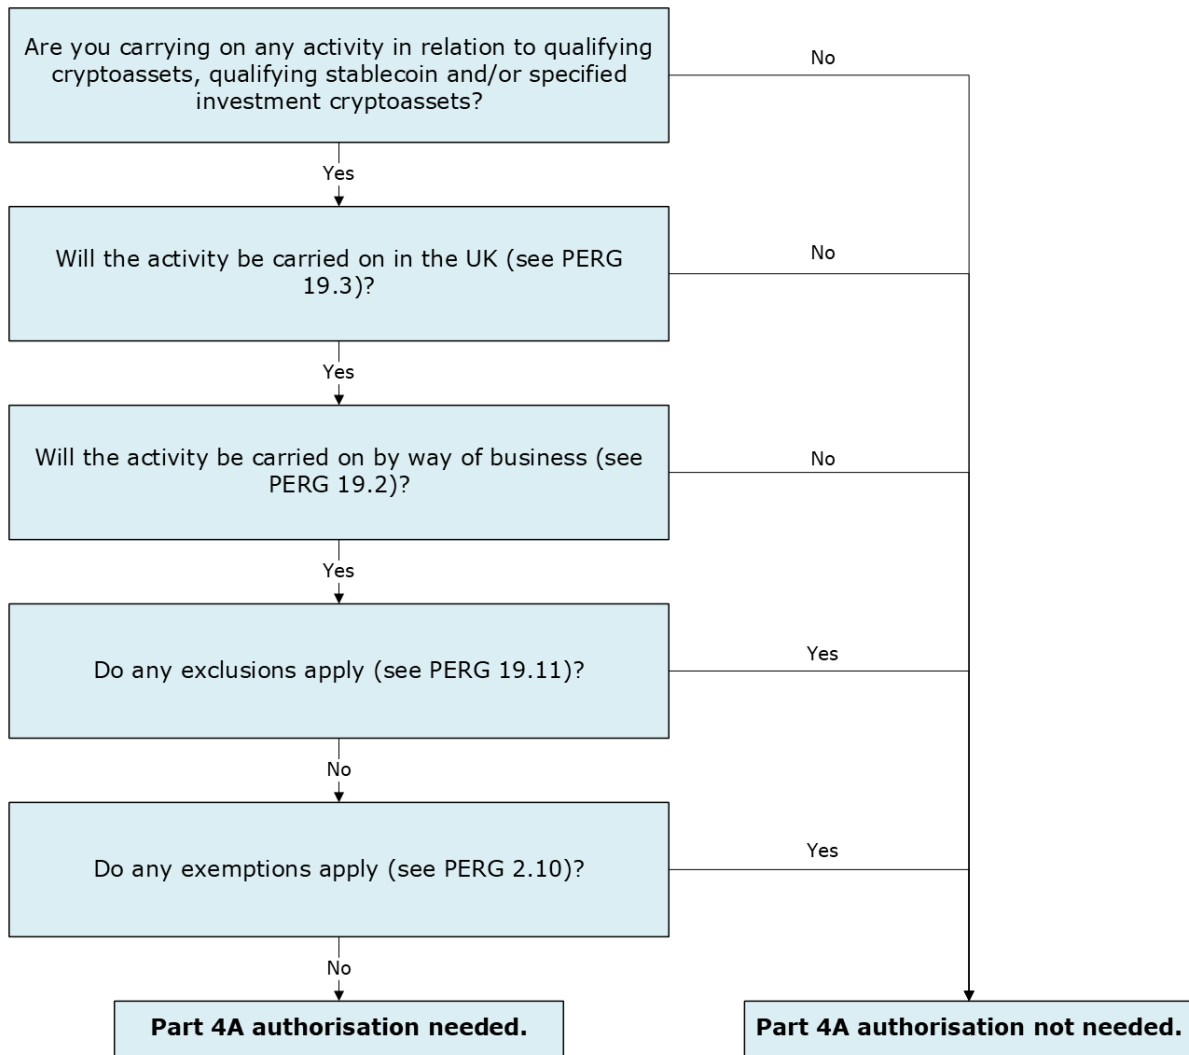 Are you carrying on any activity in relation to qualifying
cryptoassets, qualifying stablecoin and/or specified
investment cryptoassets?
No
Yes
Will the activity be carried on in the UK (see PERG
19.3)?
No
Yes
Will the activity be carried on by way of business (see
PERG 19.2)?
No
Yes
Do any exclusions apply (see PERG 19.11)?
Yes
No
Do any exemptions apply (see PERG 2.10)?
Yes
No
Part 4A authorisation needed.
Part 4A authorisation not needed.